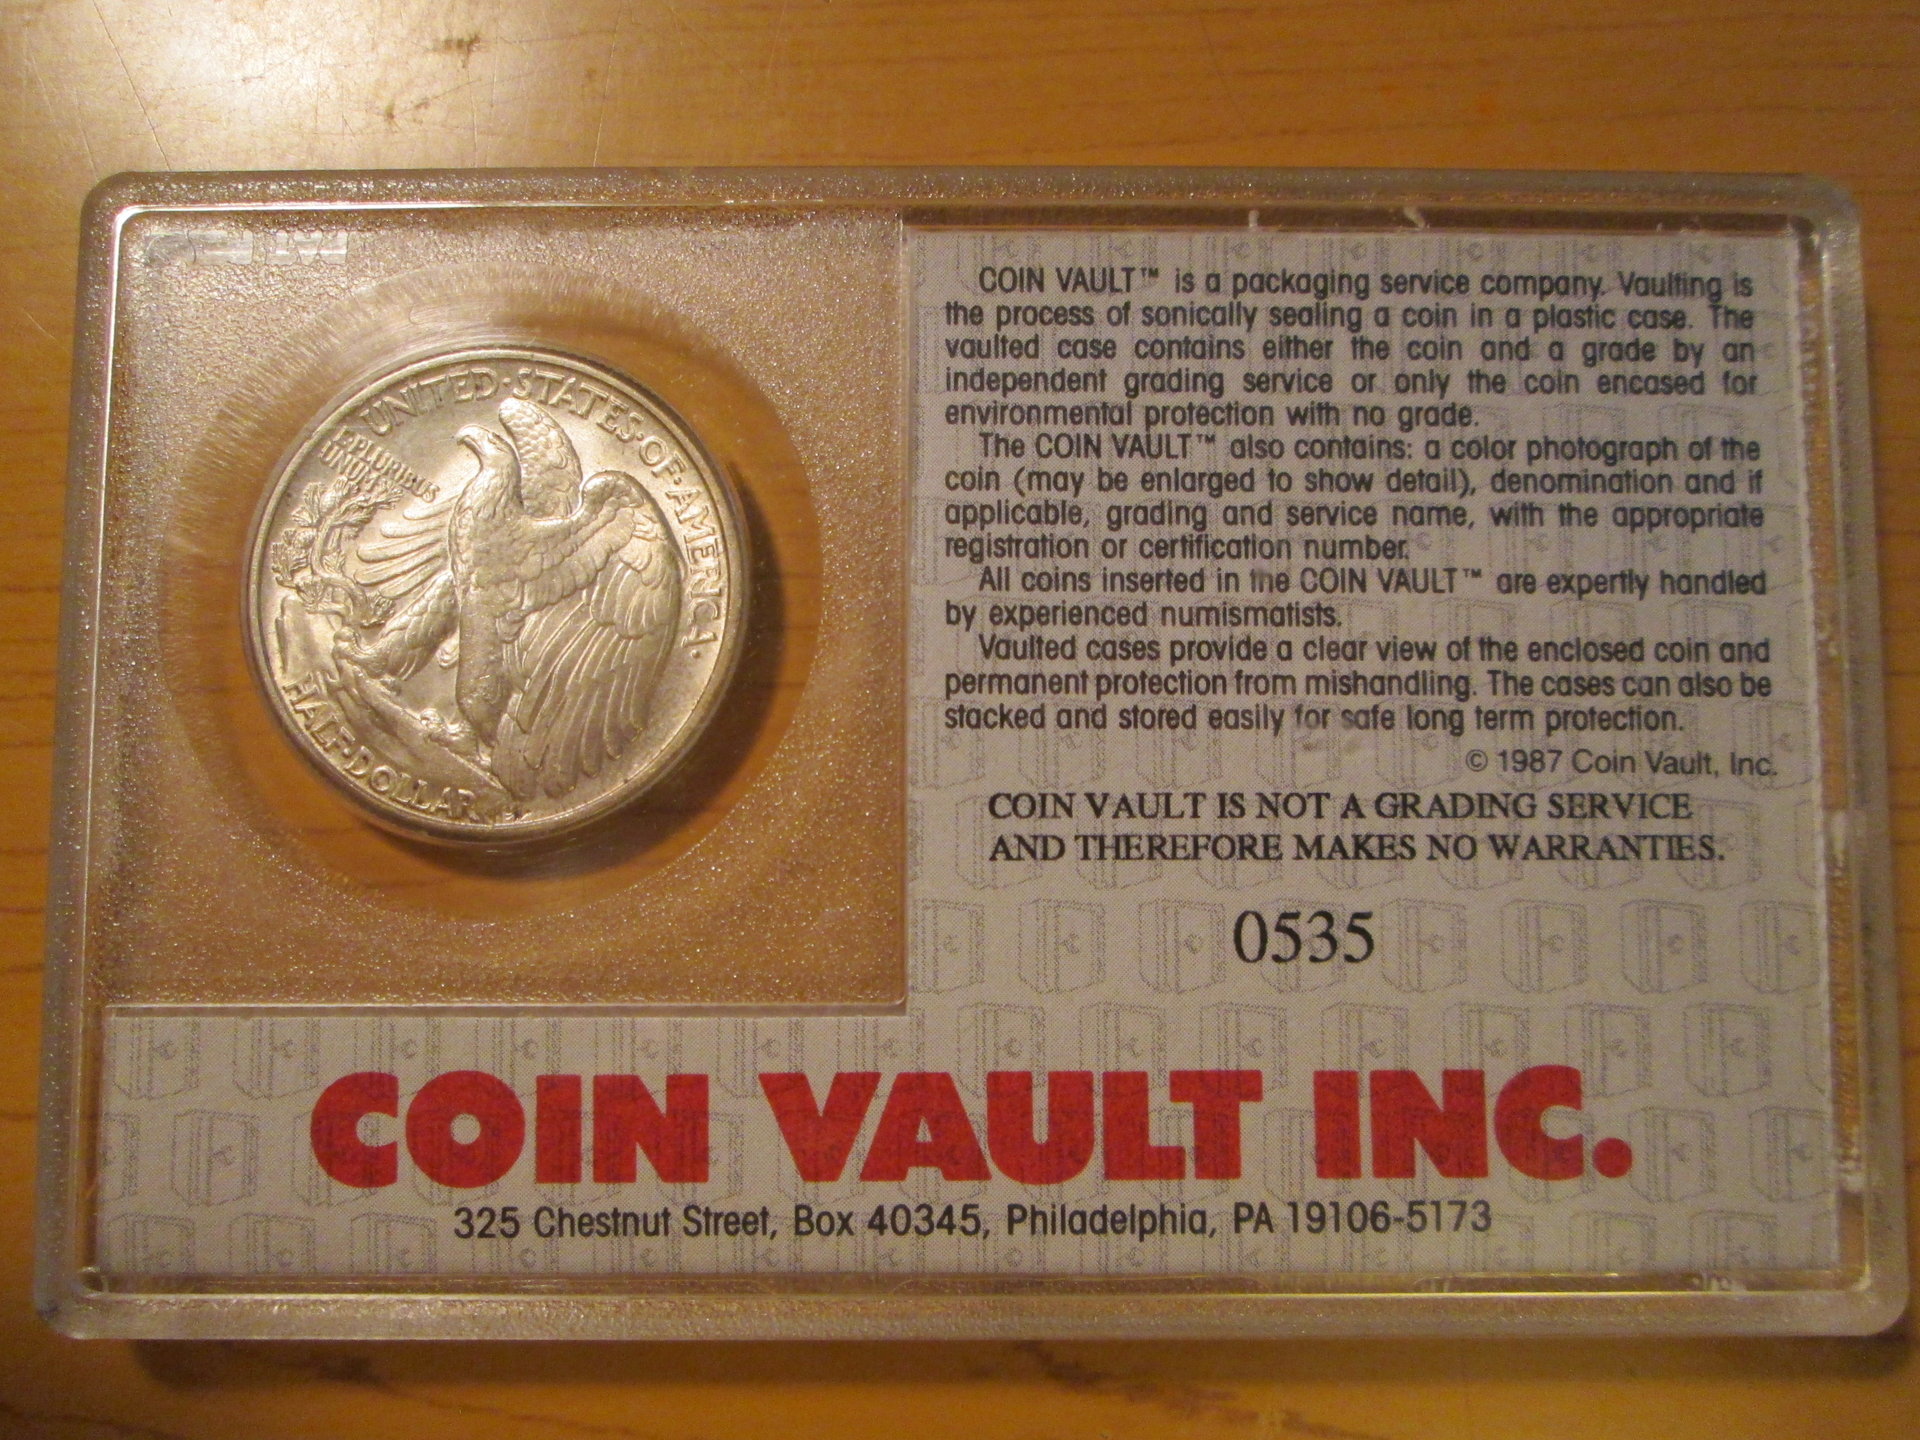 UNITED·STATES·OF·AMERICA·
E·PLURIBUS
UNUM
HALF·DOLLAR
COIN VAULT™ is a packaging service company. Vaulting is
the process of sonically sealing a coin in a plastic case. The
vaulted case contains either the coin and a grade by an
independent grading service or only the coin encased for
environmental protection with no grade.
The COIN VAULT™ also contains: a color photograph of the
coin (may be enlarged to show detail), denomination and if
applicable, grading and service name, with the appropriate
registration or certification number.
All coins inserted in the COIN VAULT™ are expertly handled
by experienced numismatists.
Vaulted cases provide a clear view of the enclosed coin and
permanent protection from mishandling. The cases can also be
stacked and stored easily for safe long term protection.
© 1987 Coin Vault, Inc.
COIN VAULT IS NOT A GRADING SERVICE
AND THEREFORE MAKES NO WARRANTIES.
0535
COIN VAULT INC.
325 Chestnut Street, Box 40345, Philadelphia, PA 19106-5173